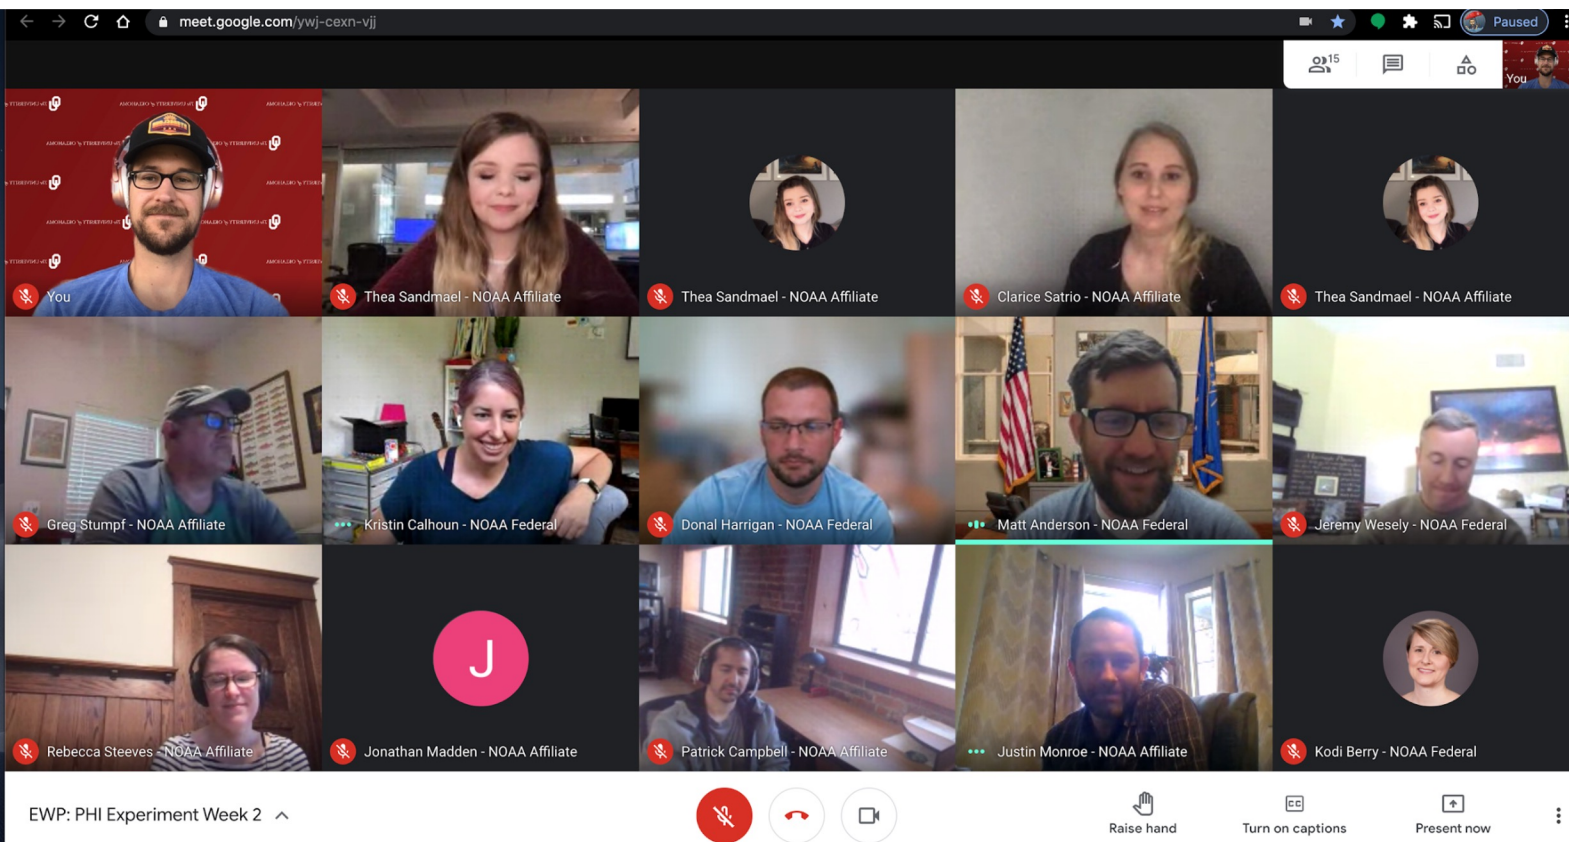 meet.google.com/ywj-cexn-vjj
Paused
15
You
You
Thea Sandmael - NOAA Affiliate
Thea Sandmael - NOAA Affiliate
Clarice Satrio - NOAA Affiliate
Thea Sandmael - NOAA Affiliate
Greg Stumpf - NOAA Affiliate
Kristin Calhoun - NOAA Federal
Donal Harrigan - NOAA Federal
Matt Anderson - NOAA Federal
Jeremy Wesely - NOAA Federal
Rebecca Steeves - NOAA Affiliate
J
Jonathan Madden - NOAA Affiliate
Patrick Campbell - NOAA Affiliate
Justin Monroe - NOAA Affiliate
Kodi Berry - NOAA Federal
EWP: PHI Experiment Week 2
Raise hand
CC
Turn on captions
Present now